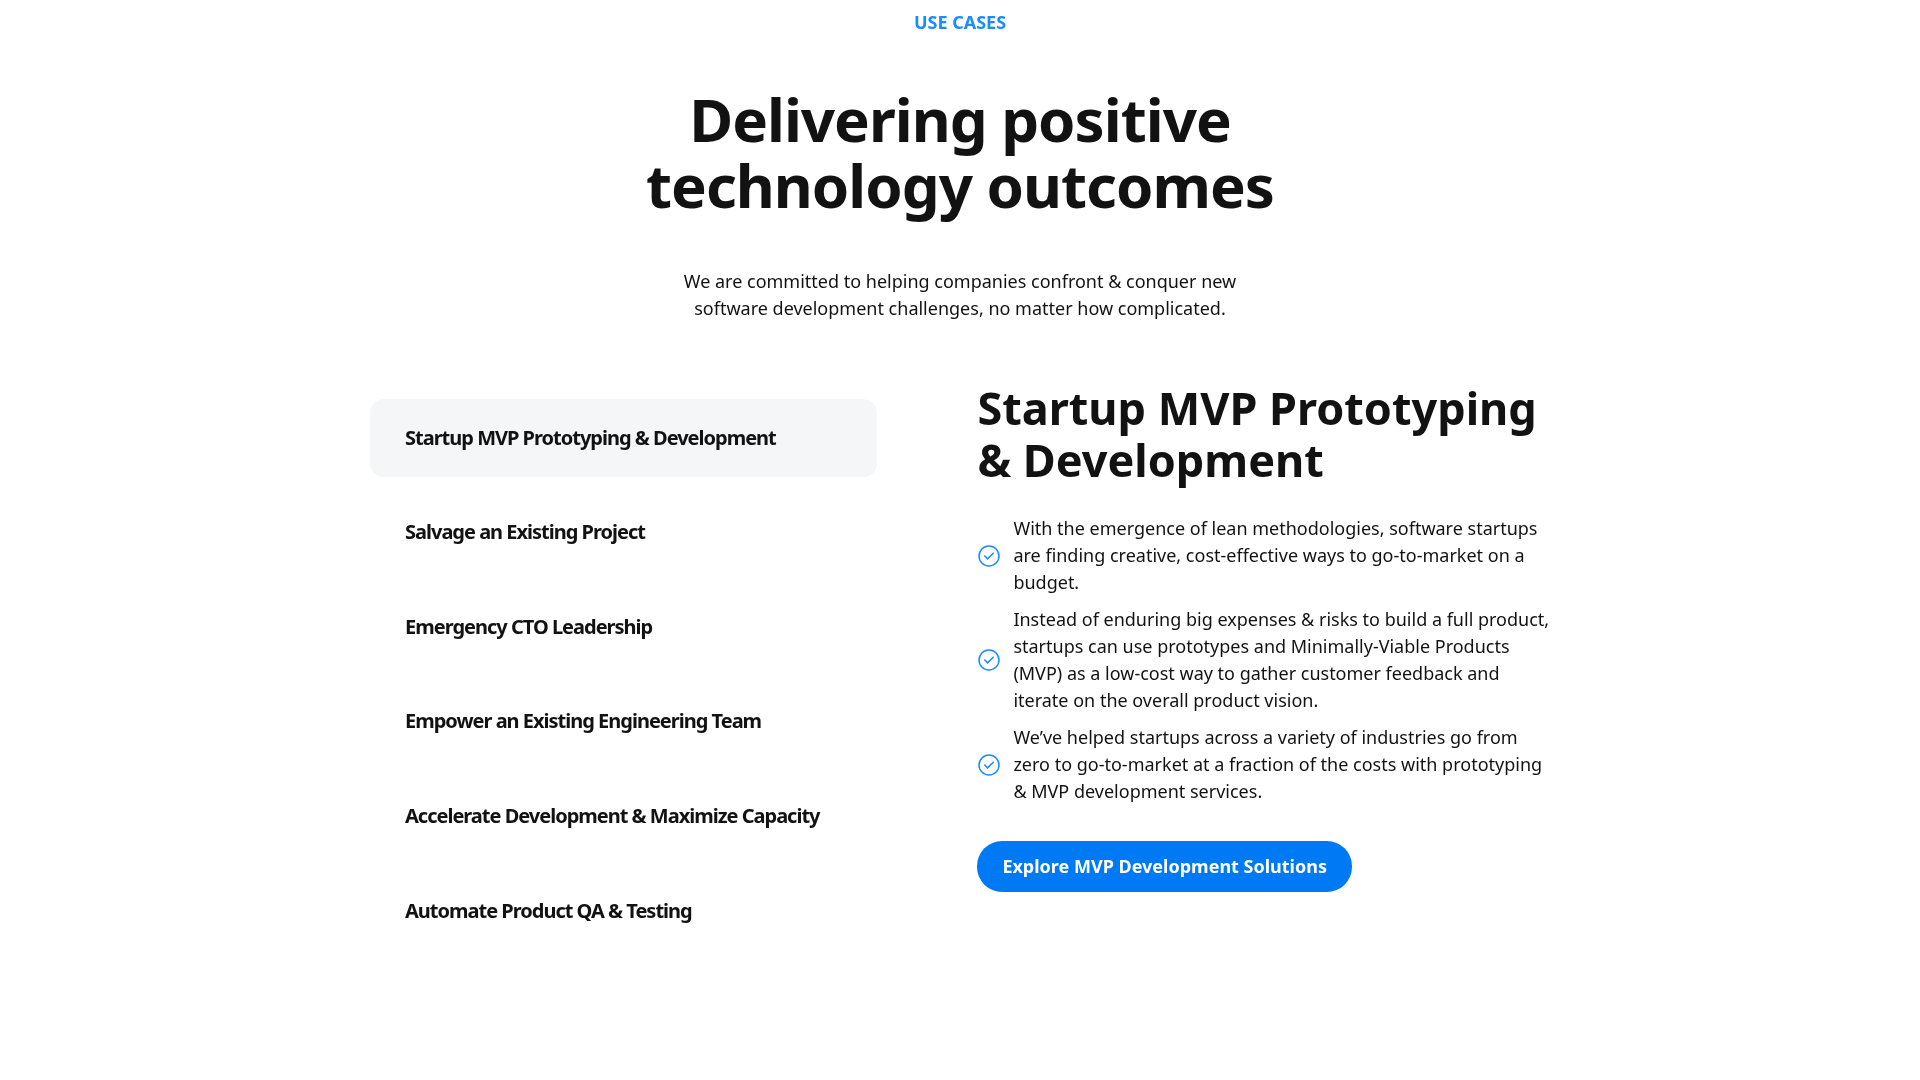 USE CASES
Delivering positive
technology outcomes
We are committed to helping companies confront & conquer new
software development challenges, no matter how complicated.
Startup MVP Prototyping & Development
Salvage an Existing Project
Emergency CTO Leadership
Empower an Existing Engineering Team
Accelerate Development & Maximize Capacity
Automate Product QA & Testing
Startup MVP Prototyping
& Development
With the emergence of lean methodologies, software startups
are finding creative, cost-effective ways to go-to-market on a
budget.
Instead of enduring big expenses & risks to build a full product,
startups can use prototypes and Minimally-Viable Products
(MVP) as a low-cost way to gather customer feedback and
iterate on the overall product vision.
We’ve helped startups across a variety of industries go from
zero to go-to-market at a fraction of the costs with prototyping
& MVP development services.
Explore MVP Development Solutions